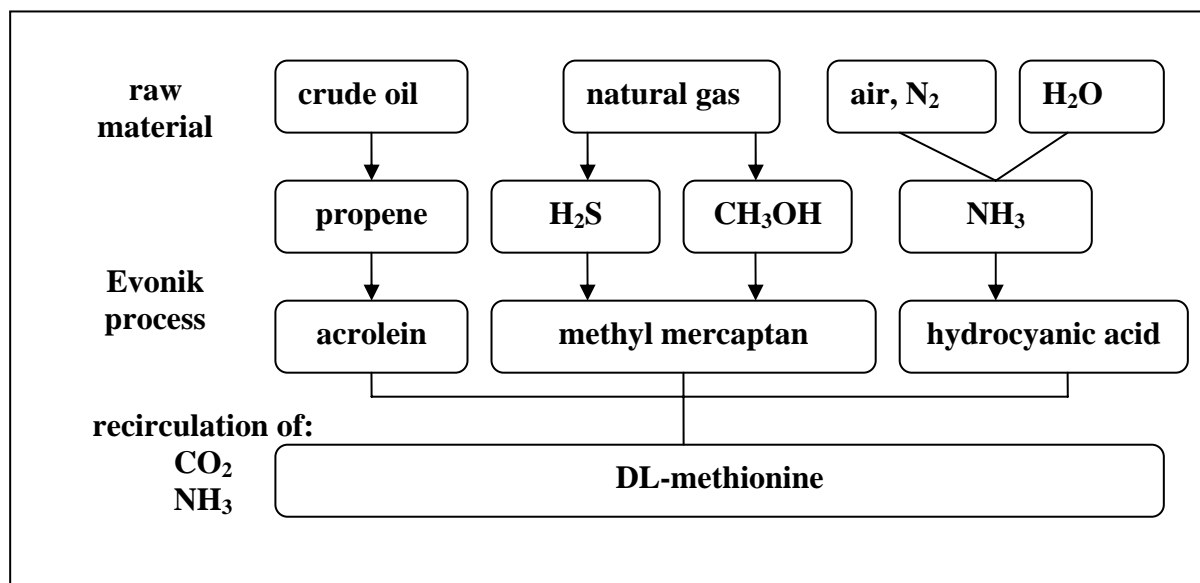 raw
material
crude oil
natural gas
air, N₂
H₂O
propene
H₂S
CH₃OH
NH₃
Evonik
process
acrolein
methyl mercaptan
hydrocyanic acid
recirculation of:
CO₂
NH₃
DL-methionine